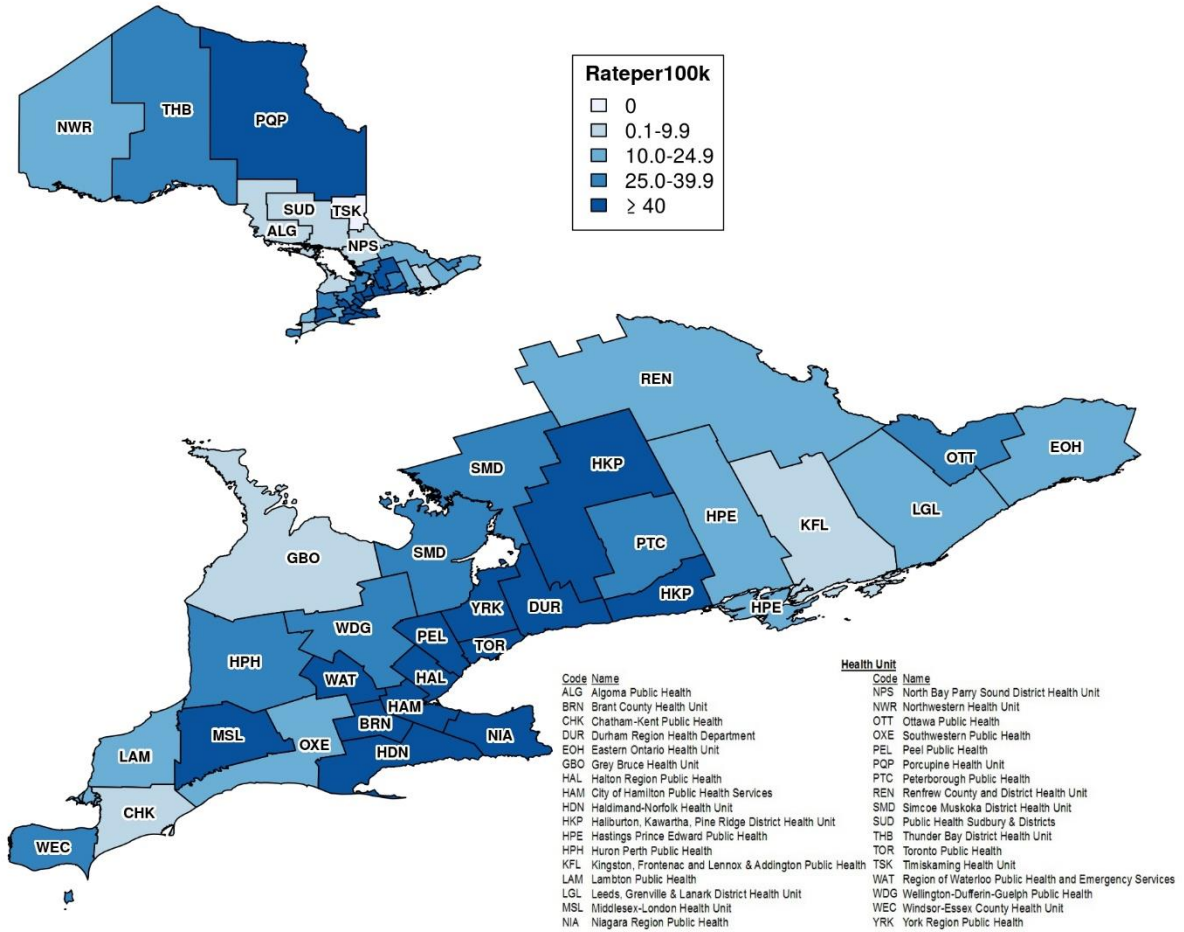 Rateper100k
0
0.1-9.9
10.0-24.9
25.0-39.9
≥ 40
NWR
THB
PQP
SUD
TSK
ALG
NPS
REN
SMD
HKP
OTT
EOH
LGL
HPE
KFL
GBO
SMD
PTC
HKP
HPE
DUR
YRK
WDG
PEL
TOR
HPH
WAT
HAL
HAM
BRN
MSL
OXE
HDN
NIA
LAM
CHK
WEC
Health Unit
Code Name
ALG Algoma Public Health
BRN Brant County Health Unit
CHK Chatham-Kent Public Health
DUR Durham Region Health Department
EOH Eastern Ontario Health Unit
GBO Grey Bruce Health Unit
HAL Halton Region Public Health
HAM City of Hamilton Public Health Services
HDN Haldimand-Norfolk Health Unit
HKP Haliburton, Kawartha, Pine Ridge District Health Unit
HPE Hastings Prince Edward Public Health
HPH Huron Perth Public Health
KFL Kingston, Frontenac and Lennox & Addington Public Health
LAM Lambton Public Health
LGL Leeds, Grenville & Lanark District Health Unit
MSL Middlesex-London Health Unit
NIA Niagara Region Public Health
Code Name
NPS North Bay Parry Sound District Health Unit
NWR Northwestern Health Unit
OTT Ottawa Public Health
OXE Southwestern Public Health
PEL Peel Public Health
PQP Porcupine Health Unit
PTC Peterborough Public Health
REN Renfrew County and District Health Unit
SMD Simcoe Muskoka District Health Unit
SUD Public Health Sudbury & Districts
THB Thunder Bay District Health Unit
TOR Toronto Public Health
TSK Timiskaming Health Unit
WAT Region of Waterloo Public Health and Emergency Services
WDG Wellington-Dufferin-Guelph Public Health
WEC Windsor-Essex County Health Unit
YRK York Region Public Health